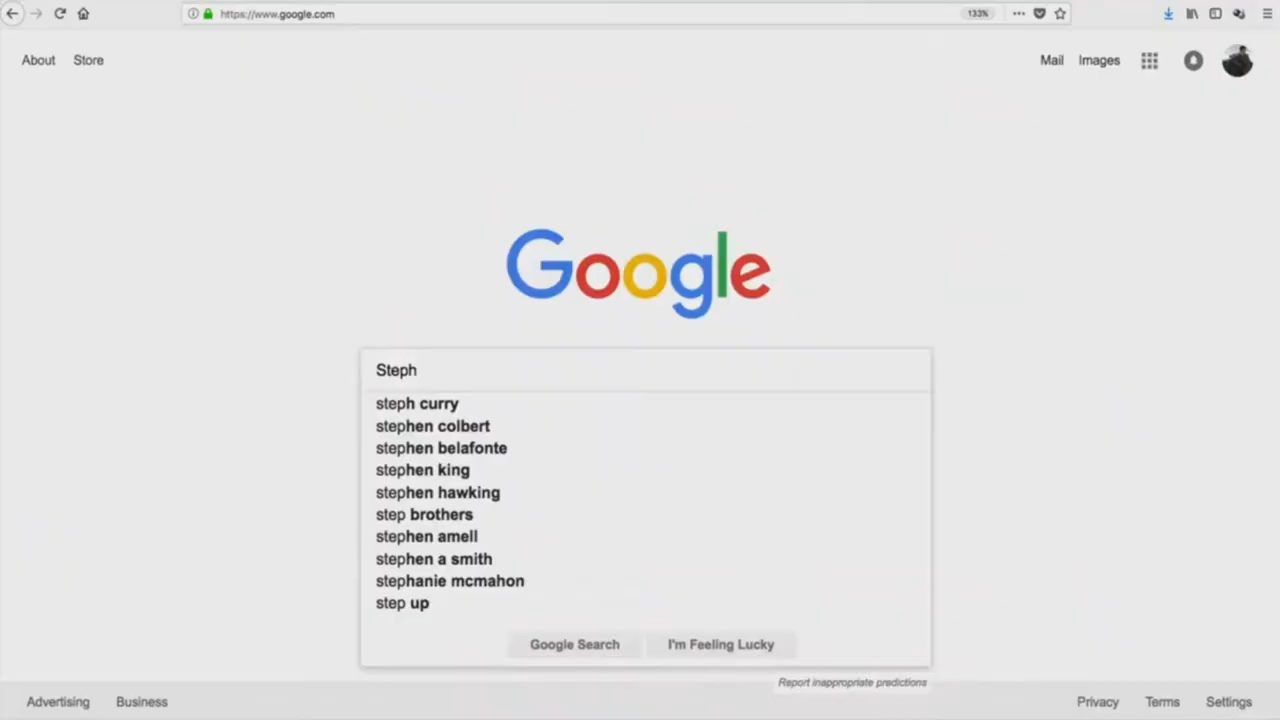 https://www.google.com 133%
About Store Mail Images
Google
Steph
steph curry
stephen colbert
stephen belafonte
stephen king
stephen hawking
step brothers
stephen amell
stephen a smith
stephanie mcmahon
step up
Google Search I'm Feeling Lucky
Report inappropriate predictions
Advertising Business Privacy Terms Settings